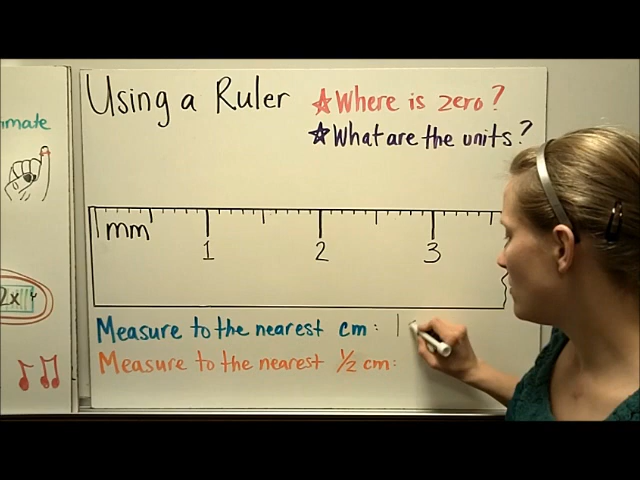 Using a Ruler
☆Where is zero?
☆What are the units?
mm
1 2 3
Measure to the nearest cm: 1
Measure to the nearest ½ cm:
2x